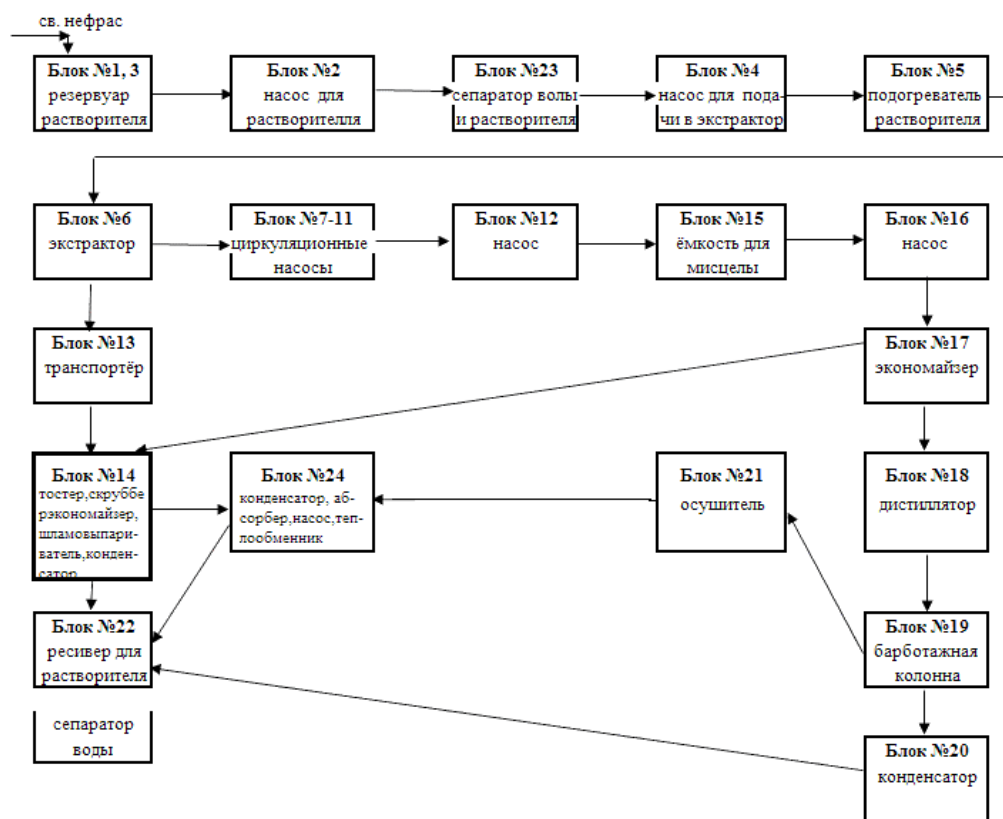 св. нефрас
Блок №1, 3
резервуар
растворителя
Блок №2
насос для
растворителля
Блок №23
сепаратор волы
и растворителя
Блок №4
насос для пода-
чи в экстрактор
Блок №5
подогреватель
растворителя
Блок №6
экстрактор
Блок №7-11
циркуляционные
насосы
Блок №12
насос
Блок №15
ёмкость для
мисцелы
Блок №16
насос
Блок №13
транспортёр
Блок №17
экономайзер
Блок №14
тостер,скруббе
рэкономайзер,
шламовыпари-
ватель,конден-
сатор
Блок №24
конденсатор, аб-
сорбер,насос,теп-
лообменник
Блок №21
осушитель
Блок №18
дистиллятор
Блок №22
ресивер для
растворителя
Блок №19
барботажная
колонна
сепаратор
воды
Блок №20
конденсатор